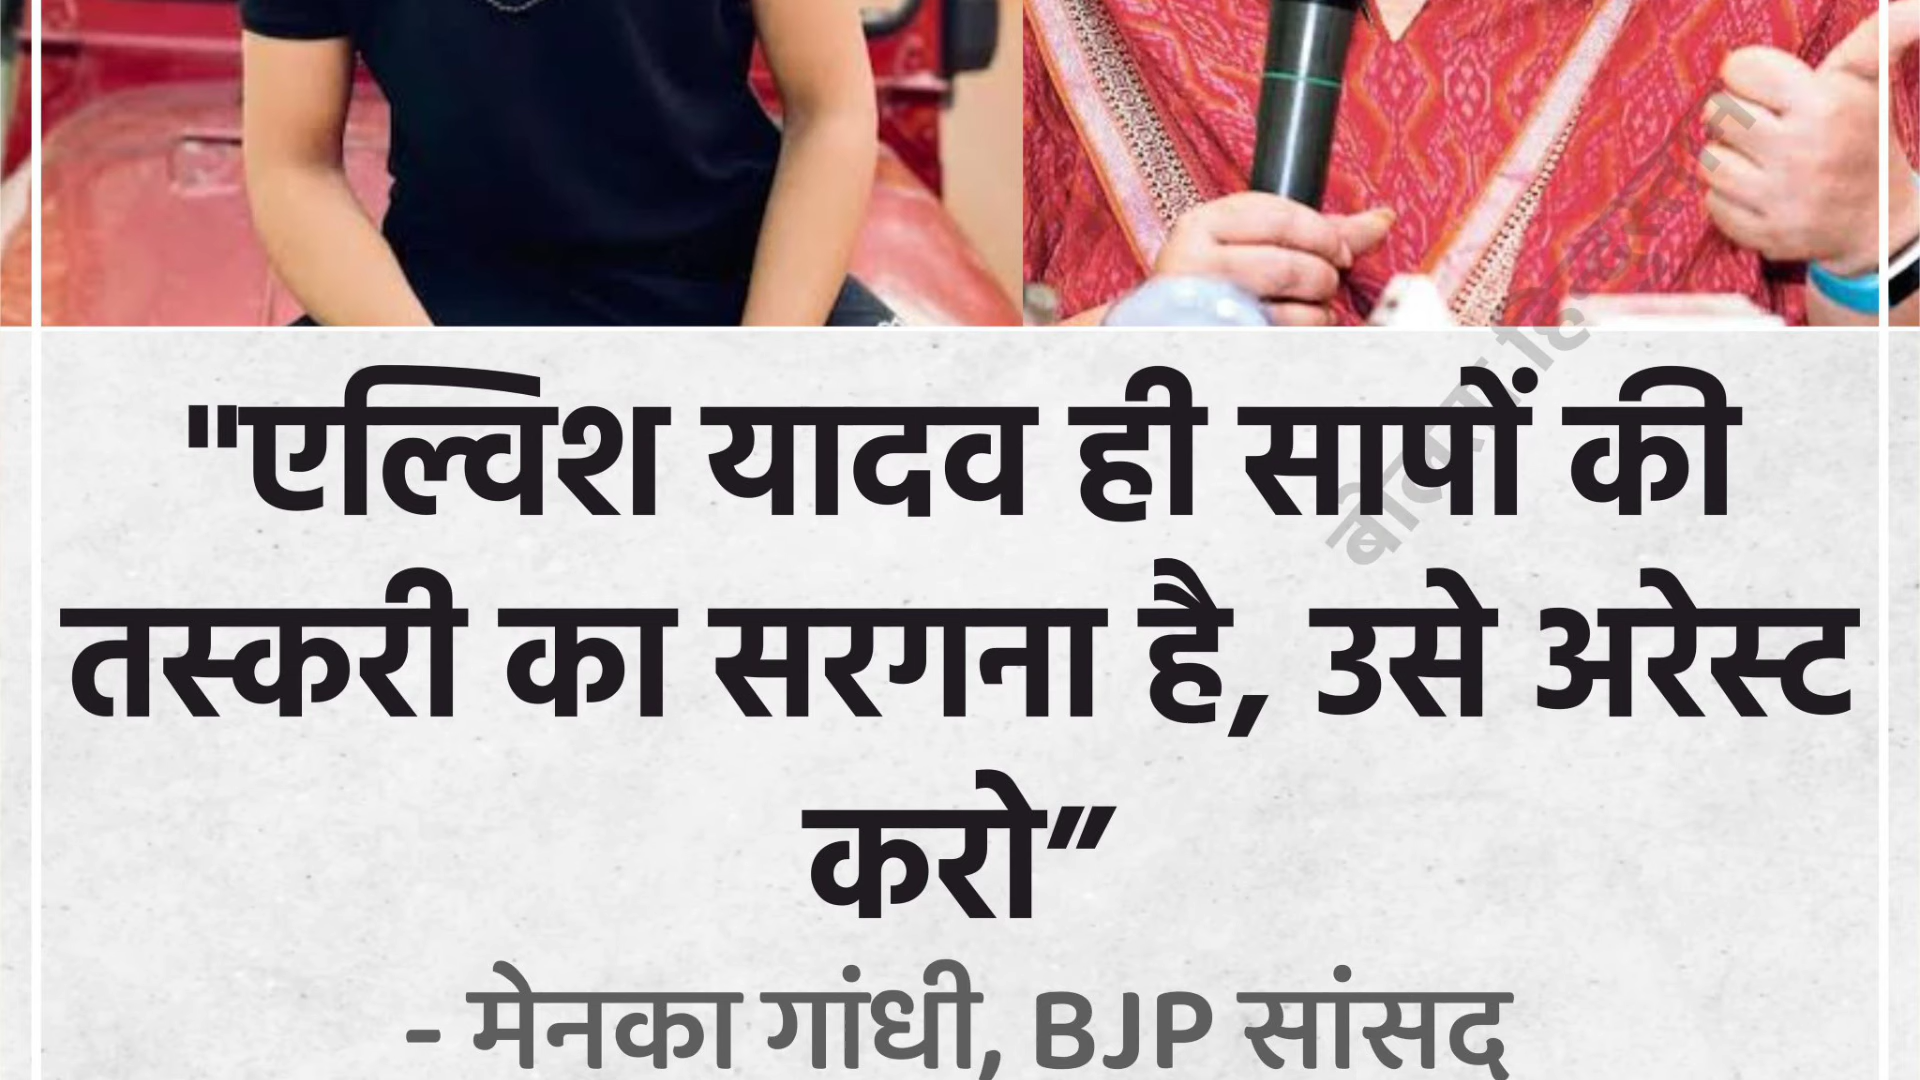 "एल्विश यादव ही सापों की
तस्करी का सरगना है, उसे अरेस्ट
करो”
- मेनका गांधी, BJP सांसद